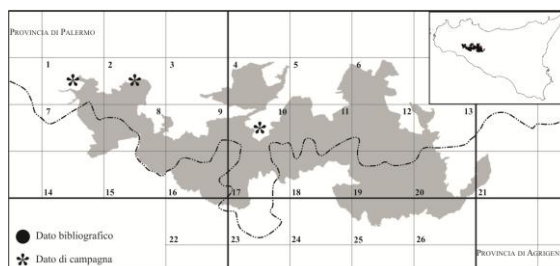 PROVINCIA DI PALERMO
1 2 3 4 5 6
7 8 9 10 11 12 13
14 15 16 17 18 19 20 21
22 23 24 25 26
Dato bibliografico
Dato di campagna
PROVINCIA DI AGRIGEN